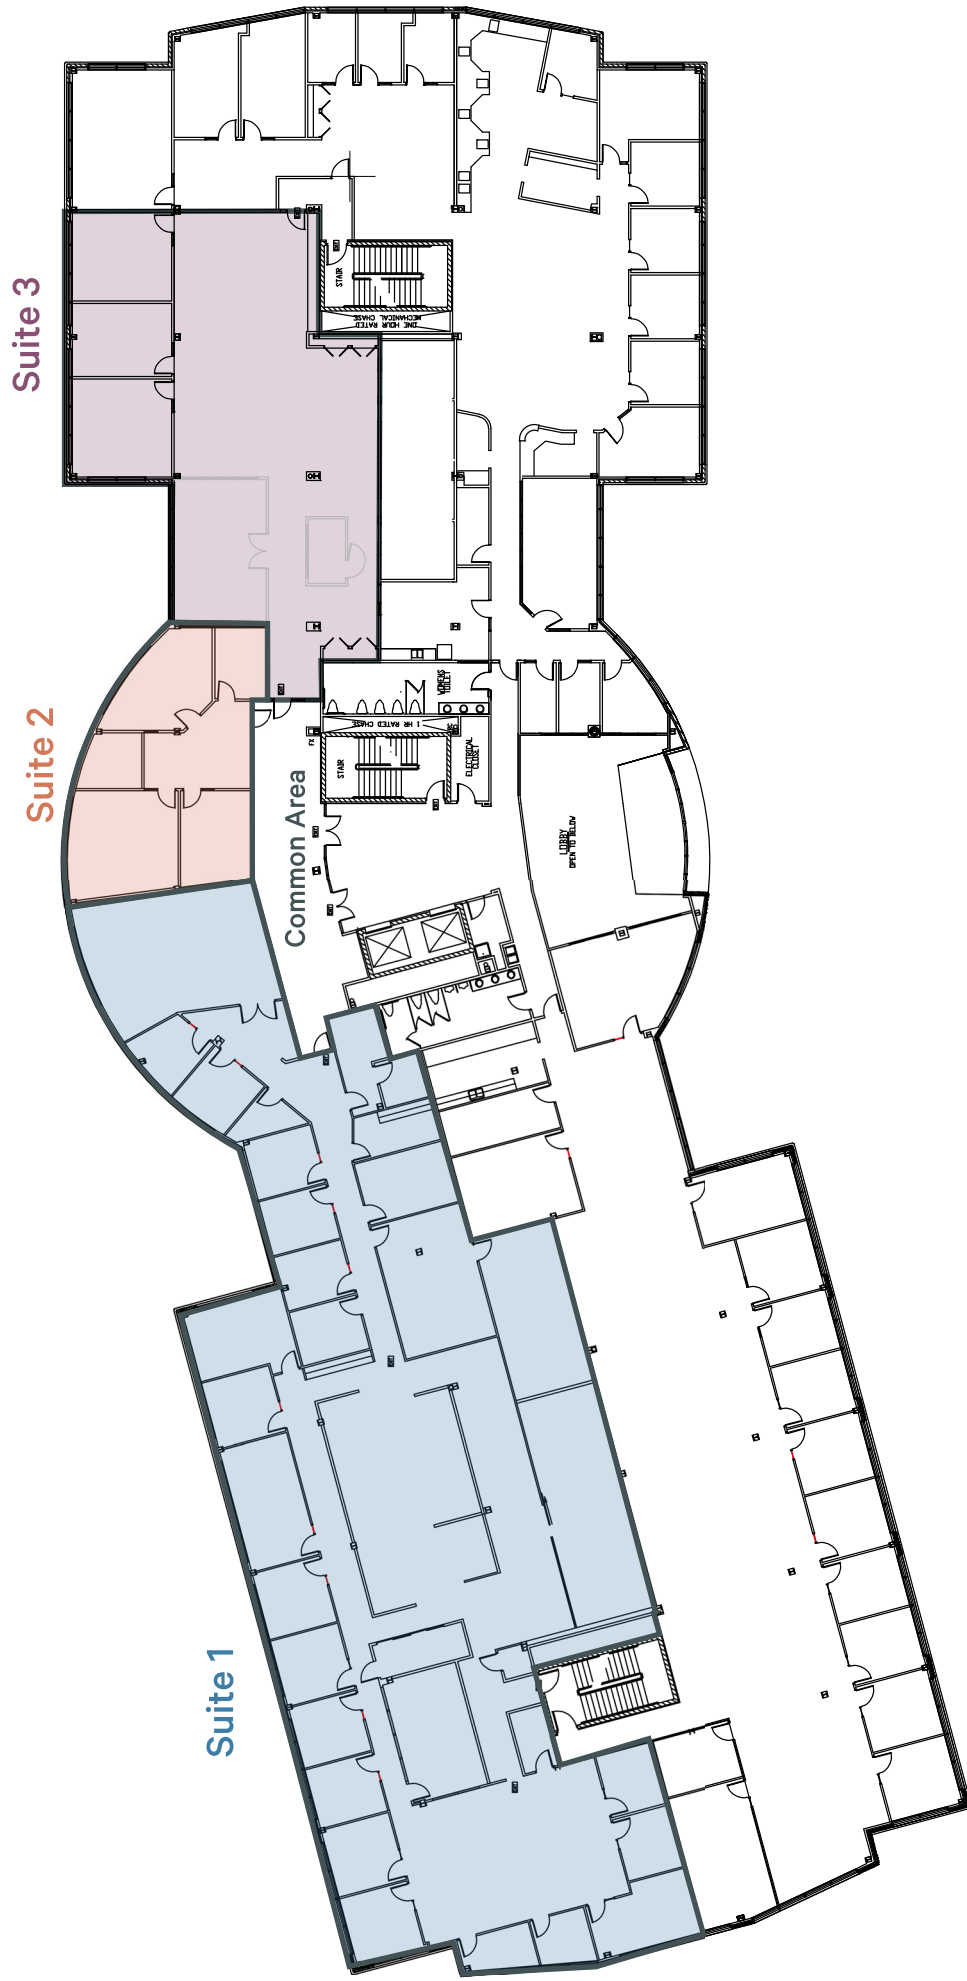 Suite 3
STAIR
ONE HOUR RATED
MECHANICAL CHASE
Suite 2
WOMENS
TOILET
1 HR RATED CHASE
FX
STAIR
ELECTRICAL
CLOSET
Common Area
LOBBY
OPEN TO BELOW
Suite 1